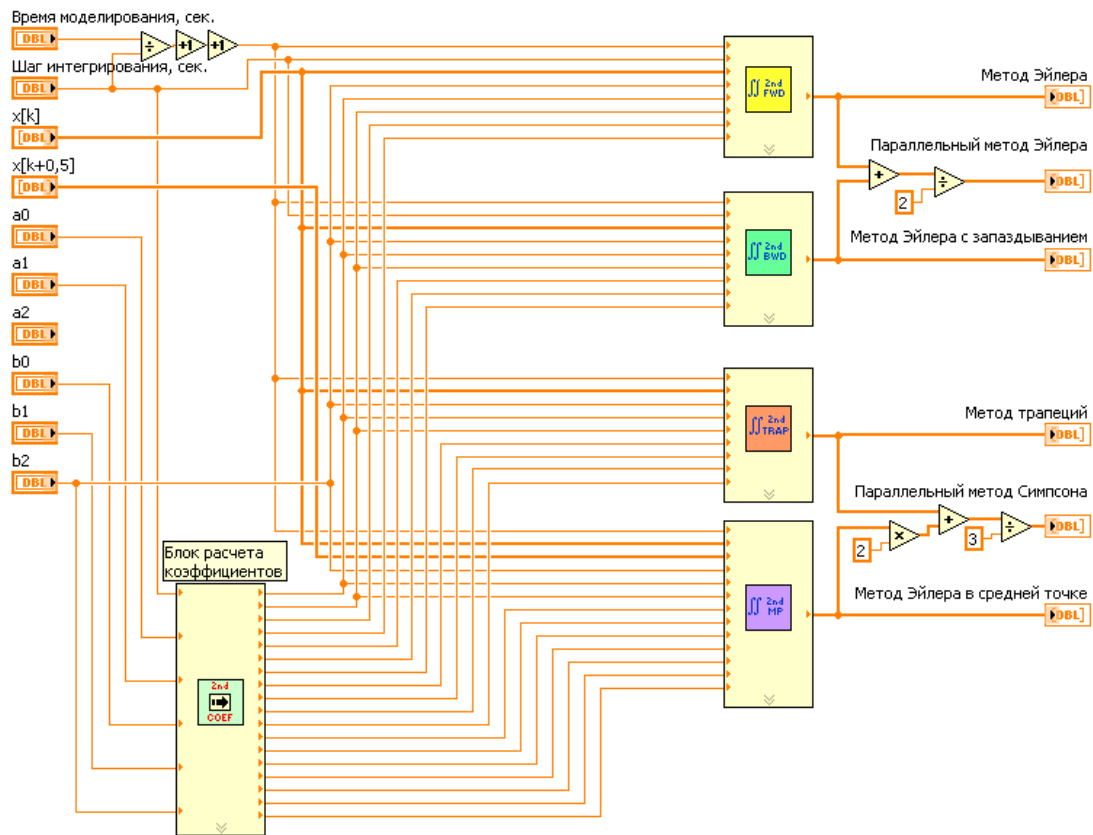 Время моделирования, сек.
DBL
÷
+1
+1
Шаг интегрирования, сек.
DBL
x[k]
[DBL
x[k+0,5]
[DBL
a0
DBL
a1
DBL
a2
DBL
b0
DBL
b1
DBL
b2
DBL
Блок расчета
коэффициентов
2nd
COEF
∫∫ 2nd
FWD
∫∫ 2nd
BWD
∫∫ 2nd
TRAP
∫∫ 2nd
MP
Метод Эйлера
DBL]
Параллельный метод Эйлера
+
÷
2
DBL]
Метод Эйлера с запаздыванием
DBL]
Метод трапеций
DBL]
Параллельный метод Симпсона
2
×
+
3
÷
DBL]
Метод Эйлера в средней точке
DBL]